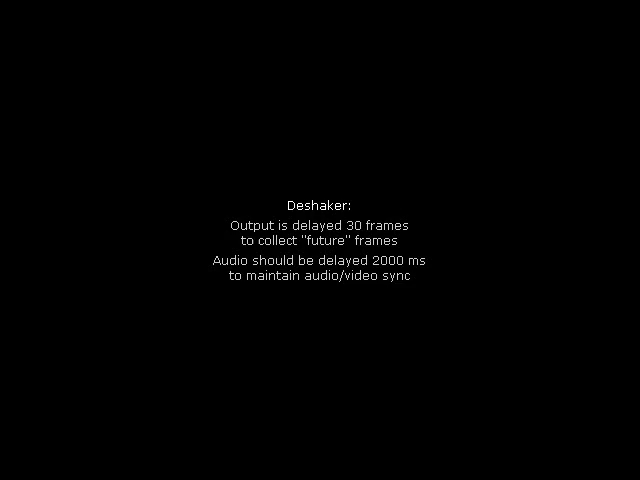 Deshaker:
Output is delayed 30 frames
to collect "future" frames
Audio should be delayed 2000 ms
to maintain audio/video sync